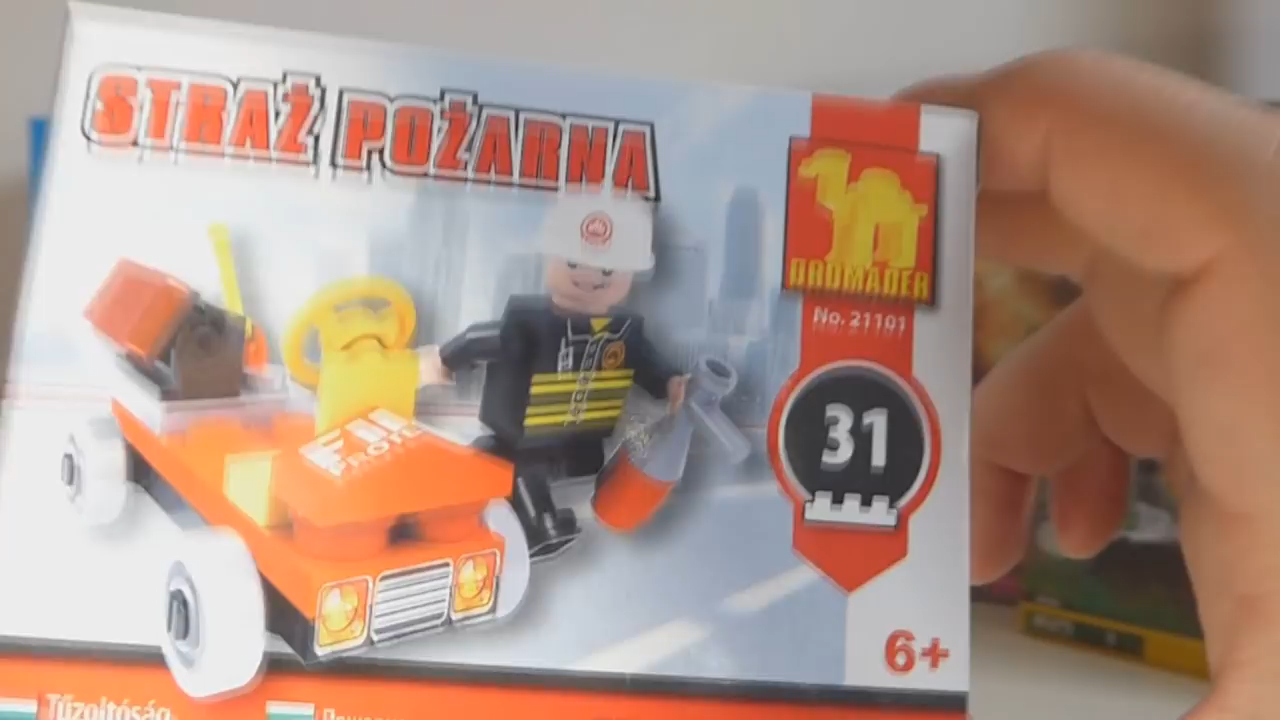 STRAŻ POŻARNA
DROMADER
No. 21101
31
6+
Tűzoltóság